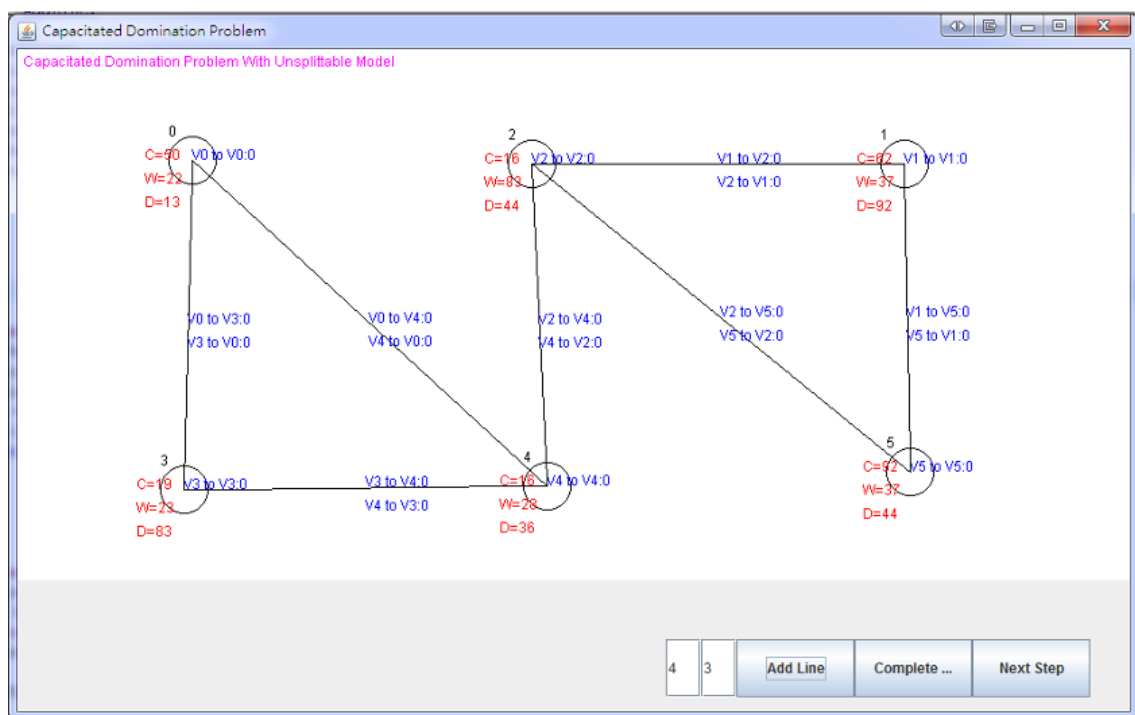 Capacitated Domination Problem
Capacitated Domination Problem With Unsplittable Model
0
C=50 V0 to V0:0
W=22
D=13
2
C=16 V2 to V2:0
W=83
D=44
V1 to V2:0
V2 to V1:0
1
V1 to V1:0
W=37
D=92
V0 to V3:0
V3 to V0:0
V0 to V4:0
V4 to V0:0
V2 to V4:0
V4 to V2:0
V2 to V5:0
V5 to V2:0
V1 to V5:0
V5 to V1:0
3
C=19 V3 to V3:0
W=23
D=83
V3 to V4:0
V4 to V3:0
4
C=16 V4 to V4:0
W=28
D=36
5
C=92 V5 to V5:0
W=37
D=44
4 3 Add Line Complete ... Next Step